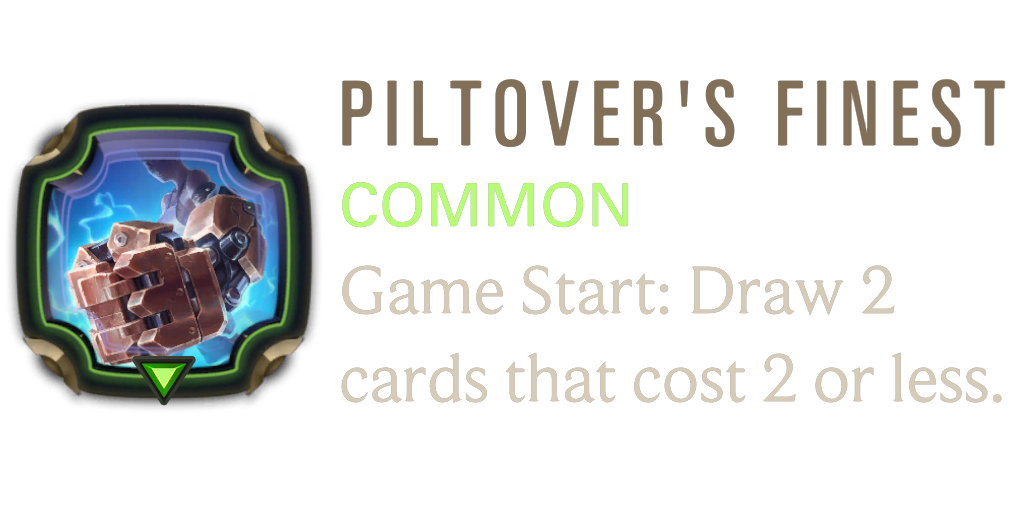 PILTOVER'S FINEST
COMMON
Game Start: Draw 2
cards that cost 2 or less.